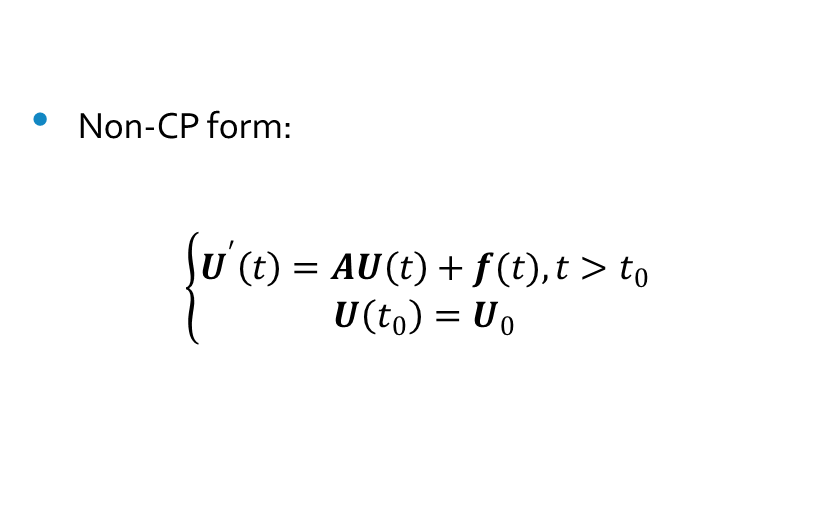 • Non-CP form:
{U′(t) = AU(t) + f(t), t > t₀
U(t₀) = U₀